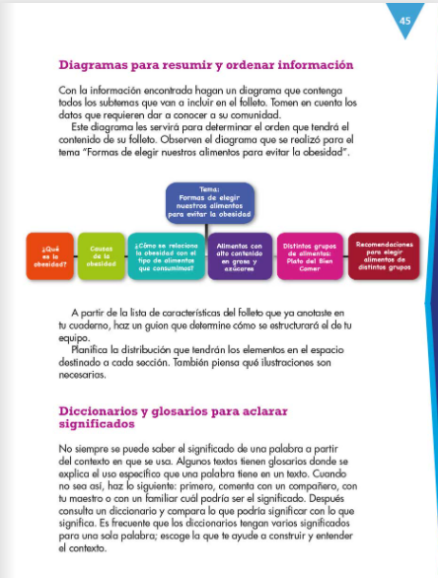 45
Diagramas para resumir y ordenar información
Con la información encontrada hagan un diagrama que contenga
todos los subtemas que van a incluir en el folleto. Tomen en cuenta los
datos que requieren dar a conocer a su comunidad.
Este diagrama les servirá para determinar el orden que tendrá el
contenido de su folleto. Observen el diagrama que se realizó para el
tema “Formas de elegir nuestros alimentos para evitar la obesidad”.
Tema:
Formas de elegir
nuestros alimentos
para evitar la obesidad
¿Qué
es la
obesidad?
Causas
de la
obesidad
¿Cómo se relaciona
la obesidad con el
tipo de alimentos
que consumimos?
Alimentos con
alto contenido
en grasa y
azúcares
Distintos grupos
de alimentos:
Plato del Bien
Comer
Recomendaciones
para elegir
alimentos de
distintos grupos
A partir de la lista de características del folleto que ya anotaste en
tu cuaderno, haz un guion que determine cómo se estructurará el de tu
equipo.
Planifica la distribución que tendrán los elementos en el espacio
destinado a cada sección. También piensa qué ilustraciones son
necesarias.
Diccionarios y glosarios para aclarar
significados
No siempre se puede saber el significado de una palabra a partir
del contexto en que se usa. Algunos textos tienen glosarios donde se
explica el uso específico que una palabra tiene en un texto. Cuando
no sea así, haz lo siguiente: primero, comenta con un compañero, con
tu maestro o con un familiar cuál podría ser el significado. Después
consulta un diccionario y compara lo que podría significar con lo que
significa. Es frecuente que los diccionarios tengan varios significados
para una sola palabra; escoge la que te ayude a construir y entender
el contexto.